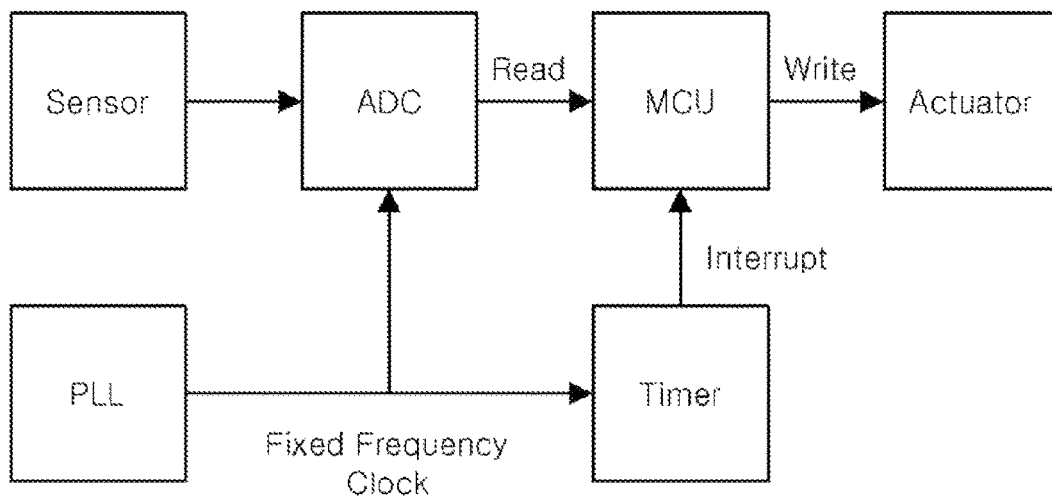 Sensor
ADC
Read
MCU
Write
Actuator
Interrupt
PLL
Fixed Frequency
Clock
Timer